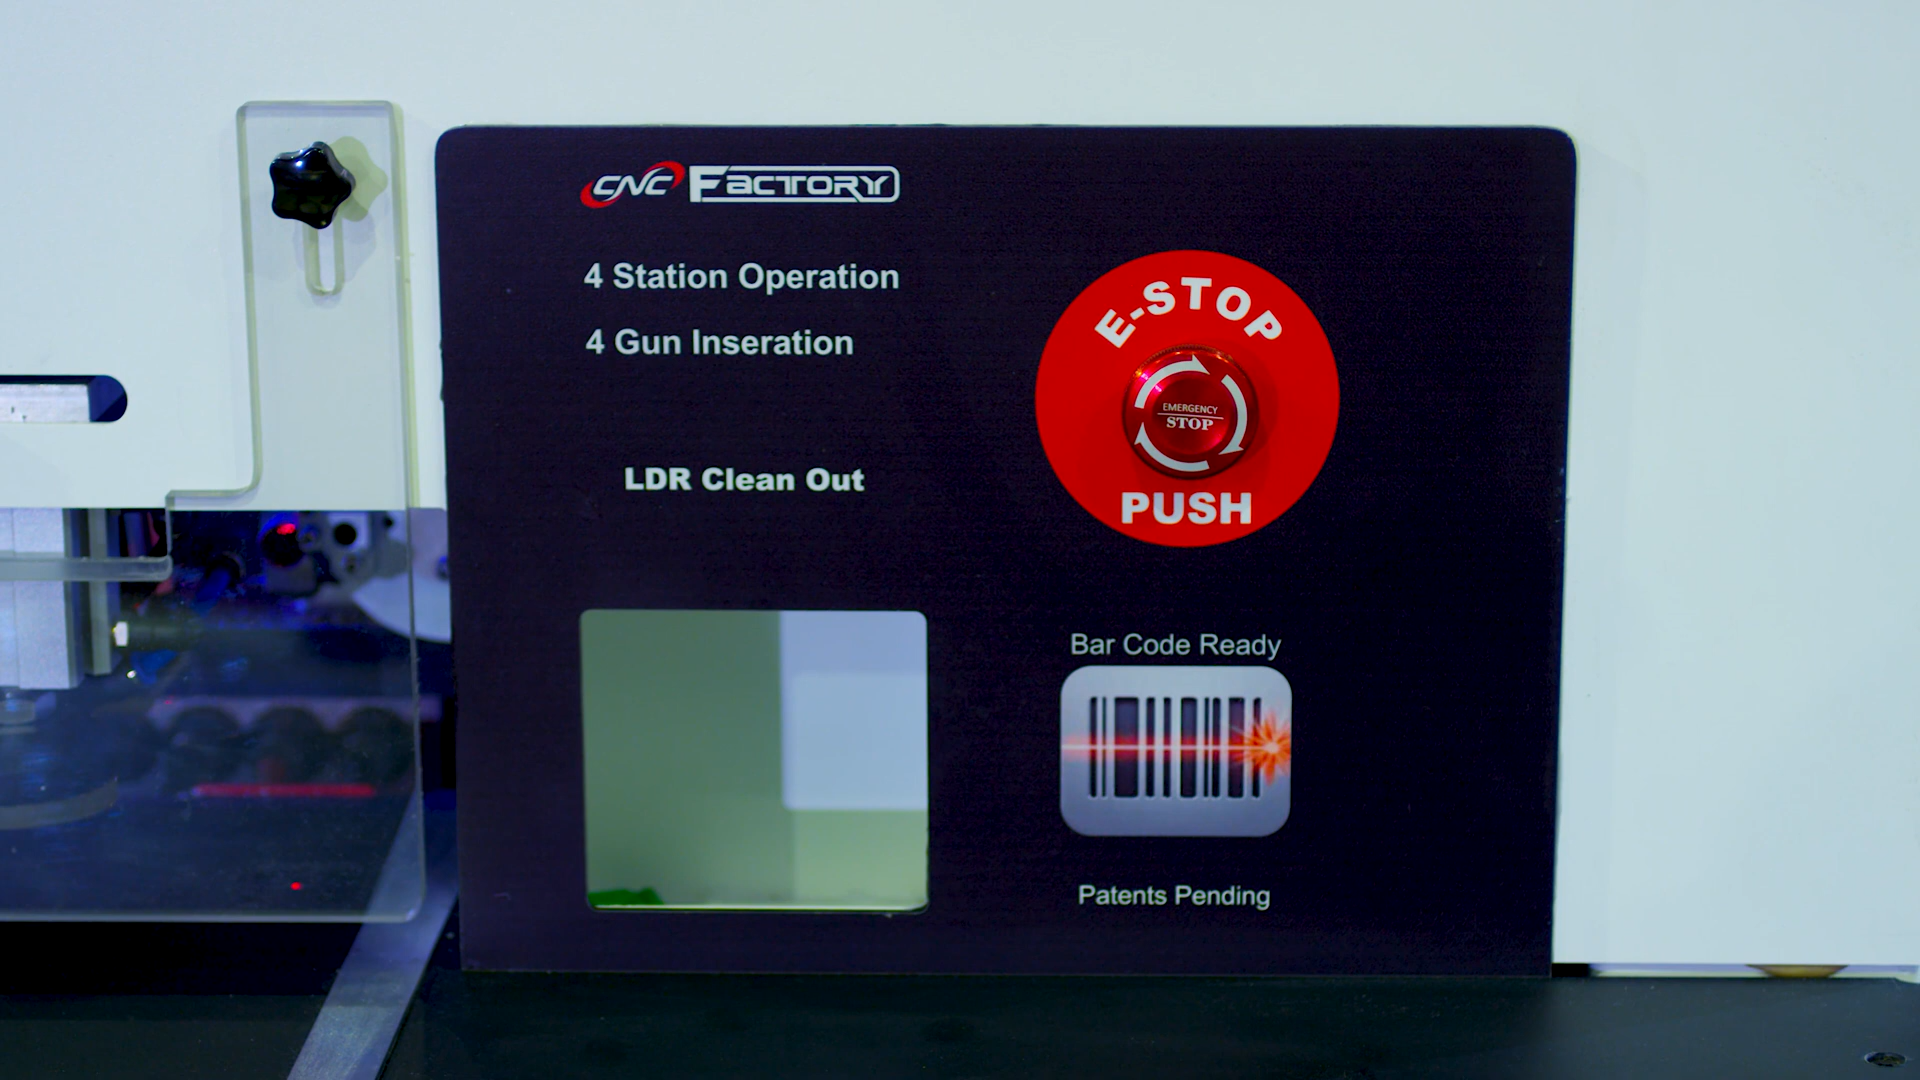 CNC FACTORY
4 Station Operation
4 Gun Inseration
LDR Clean Out
E-STOP
EMERGENCY
STOP
PUSH
Bar Code Ready
Patents Pending